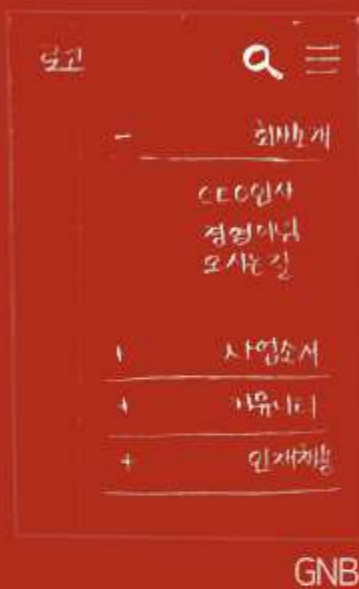 로고
회사소개
CEO인사
경영이념
오시는길
사업소개
커뮤니티
인재채용
GNB